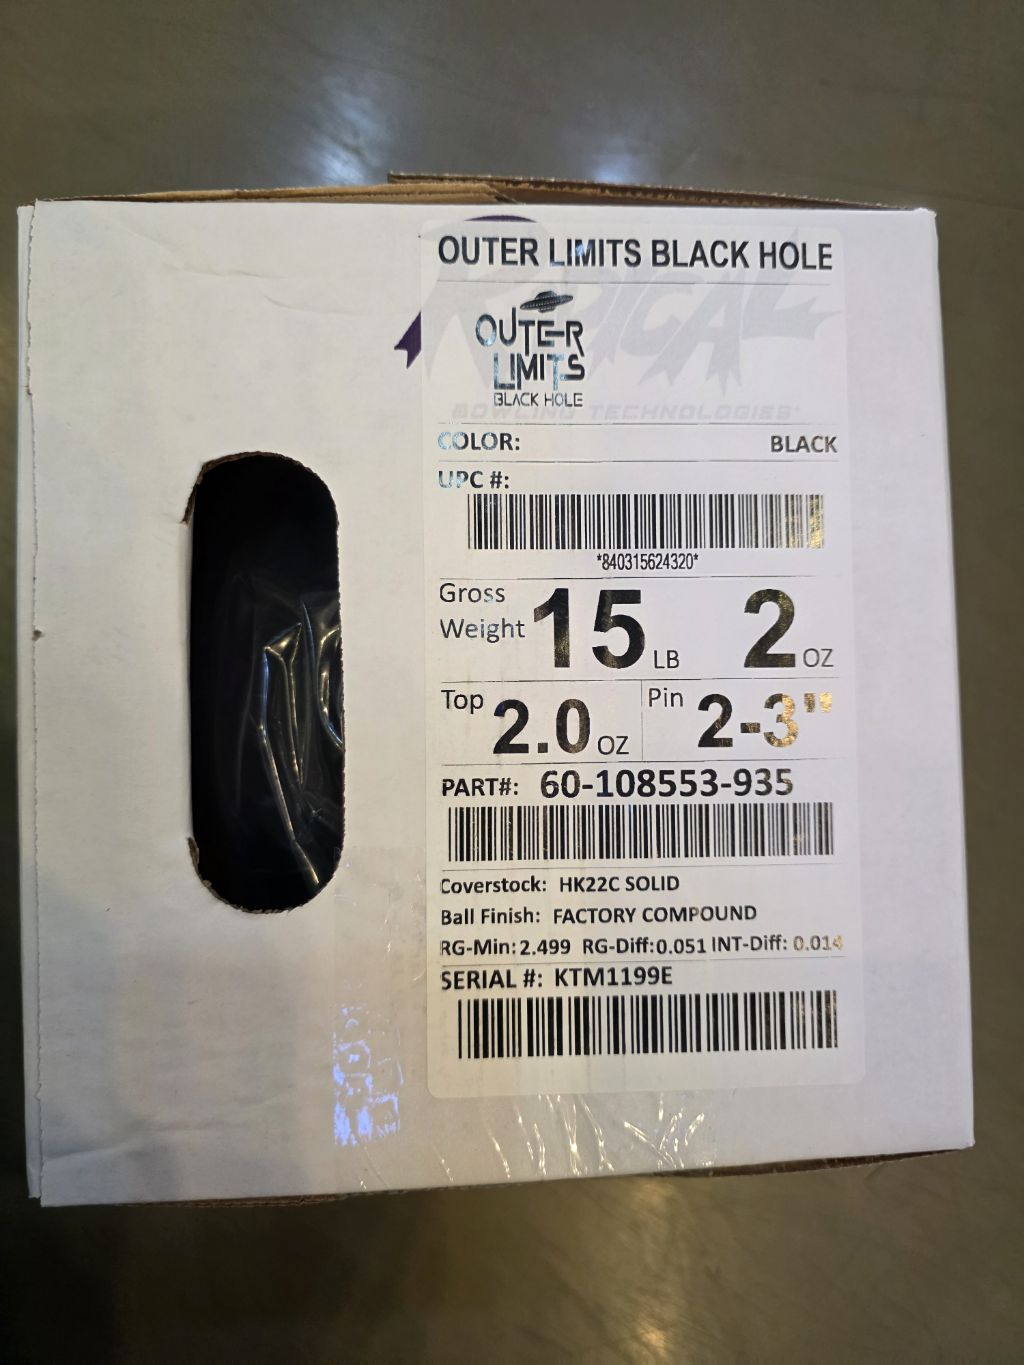 OUTER LIMITS BLACK HOLE
RADICAL
BOWLING TECHNOLOGIES
OUTER
LIMITS
BLACK HOLE
COLOR: BLACK
UPC #:
*840315624320*
Gross Weight 15 LB 2 OZ
Top 2.0 OZ Pin 2-3"
PART#: 60-108553-935
Coverstock: HK22C SOLID
Ball Finish: FACTORY COMPOUND
RG-Min: 2.499 RG-Diff: 0.051 INT-Diff: 0.014
SERIAL #: KTM1199E